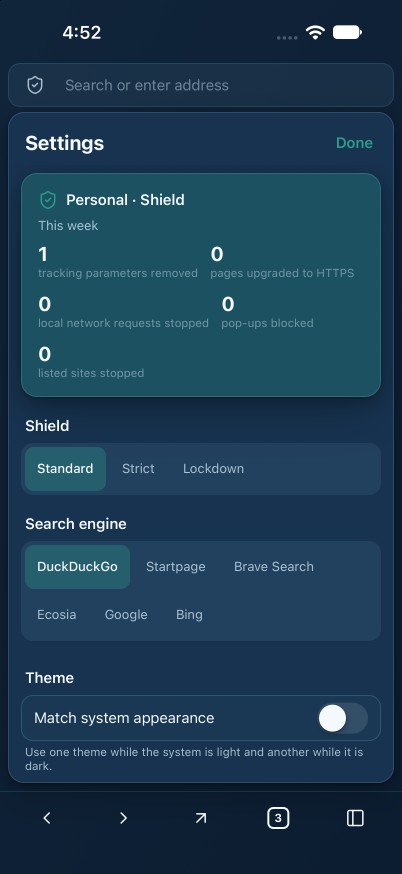 4:52
Search or enter address
Settings
Done
Personal · Shield
This week
1
0
tracking parameters removed
pages upgraded to HTTPS
0
0
local network requests stopped
pop-ups blocked
0
listed sites stopped
Shield
Standard
Strict
Lockdown
Search engine
DuckDuckGo
Startpage
Brave Search
Ecosia
Google
Bing
Theme
Match system appearance
Use one theme while the system is light and another while it is
dark.
3